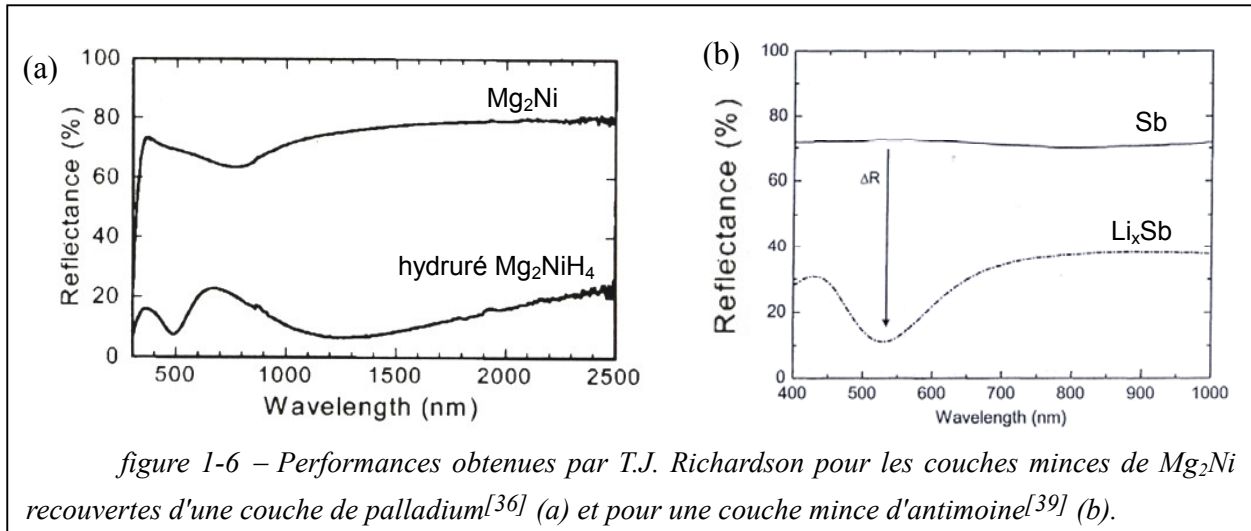 (a)
100
80
60
40
20
0
Reflectance (%)
Mg₂Ni
hydruré Mg₂NiH₄
500 1000 1500 2000 2500
Wavelength (nm)
(b)
100
80
60
40
20
0
Reflectance (%)
Sb
ΔR
LiₓSb
400 500 600 700 800 900 1000
Wavelength (nm)
figure 1-6 – Performances obtenues par T.J. Richardson pour les couches minces de Mg₂Ni
recouvertes d'une couche de palladium[36] (a) et pour une couche mince d'antimoine[39] (b).